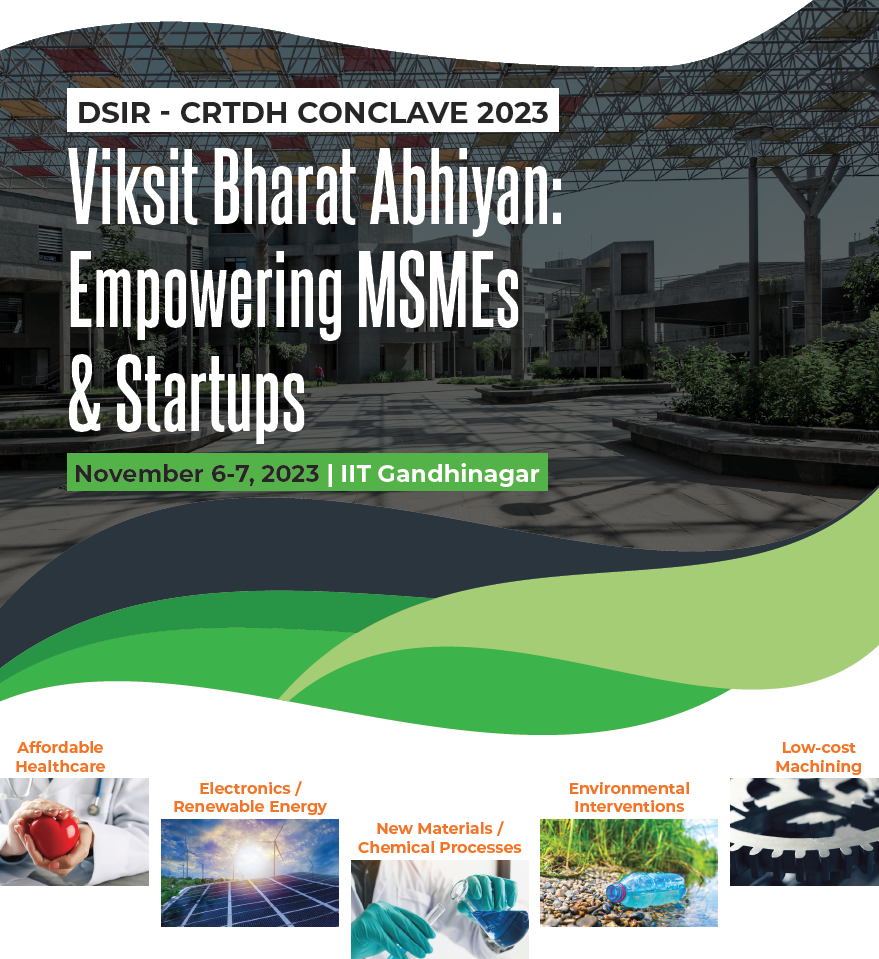 DSIR - CRTDH CONCLAVE 2023
Viksit Bharat Abhiyan:
Empowering MSMEs
& Startups
November 6-7, 2023 | IIT Gandhinagar
Affordable
Healthcare
Electronics /
Renewable Energy
New Materials /
Chemical Processes
Environmental
Interventions
Low-cost
Machining